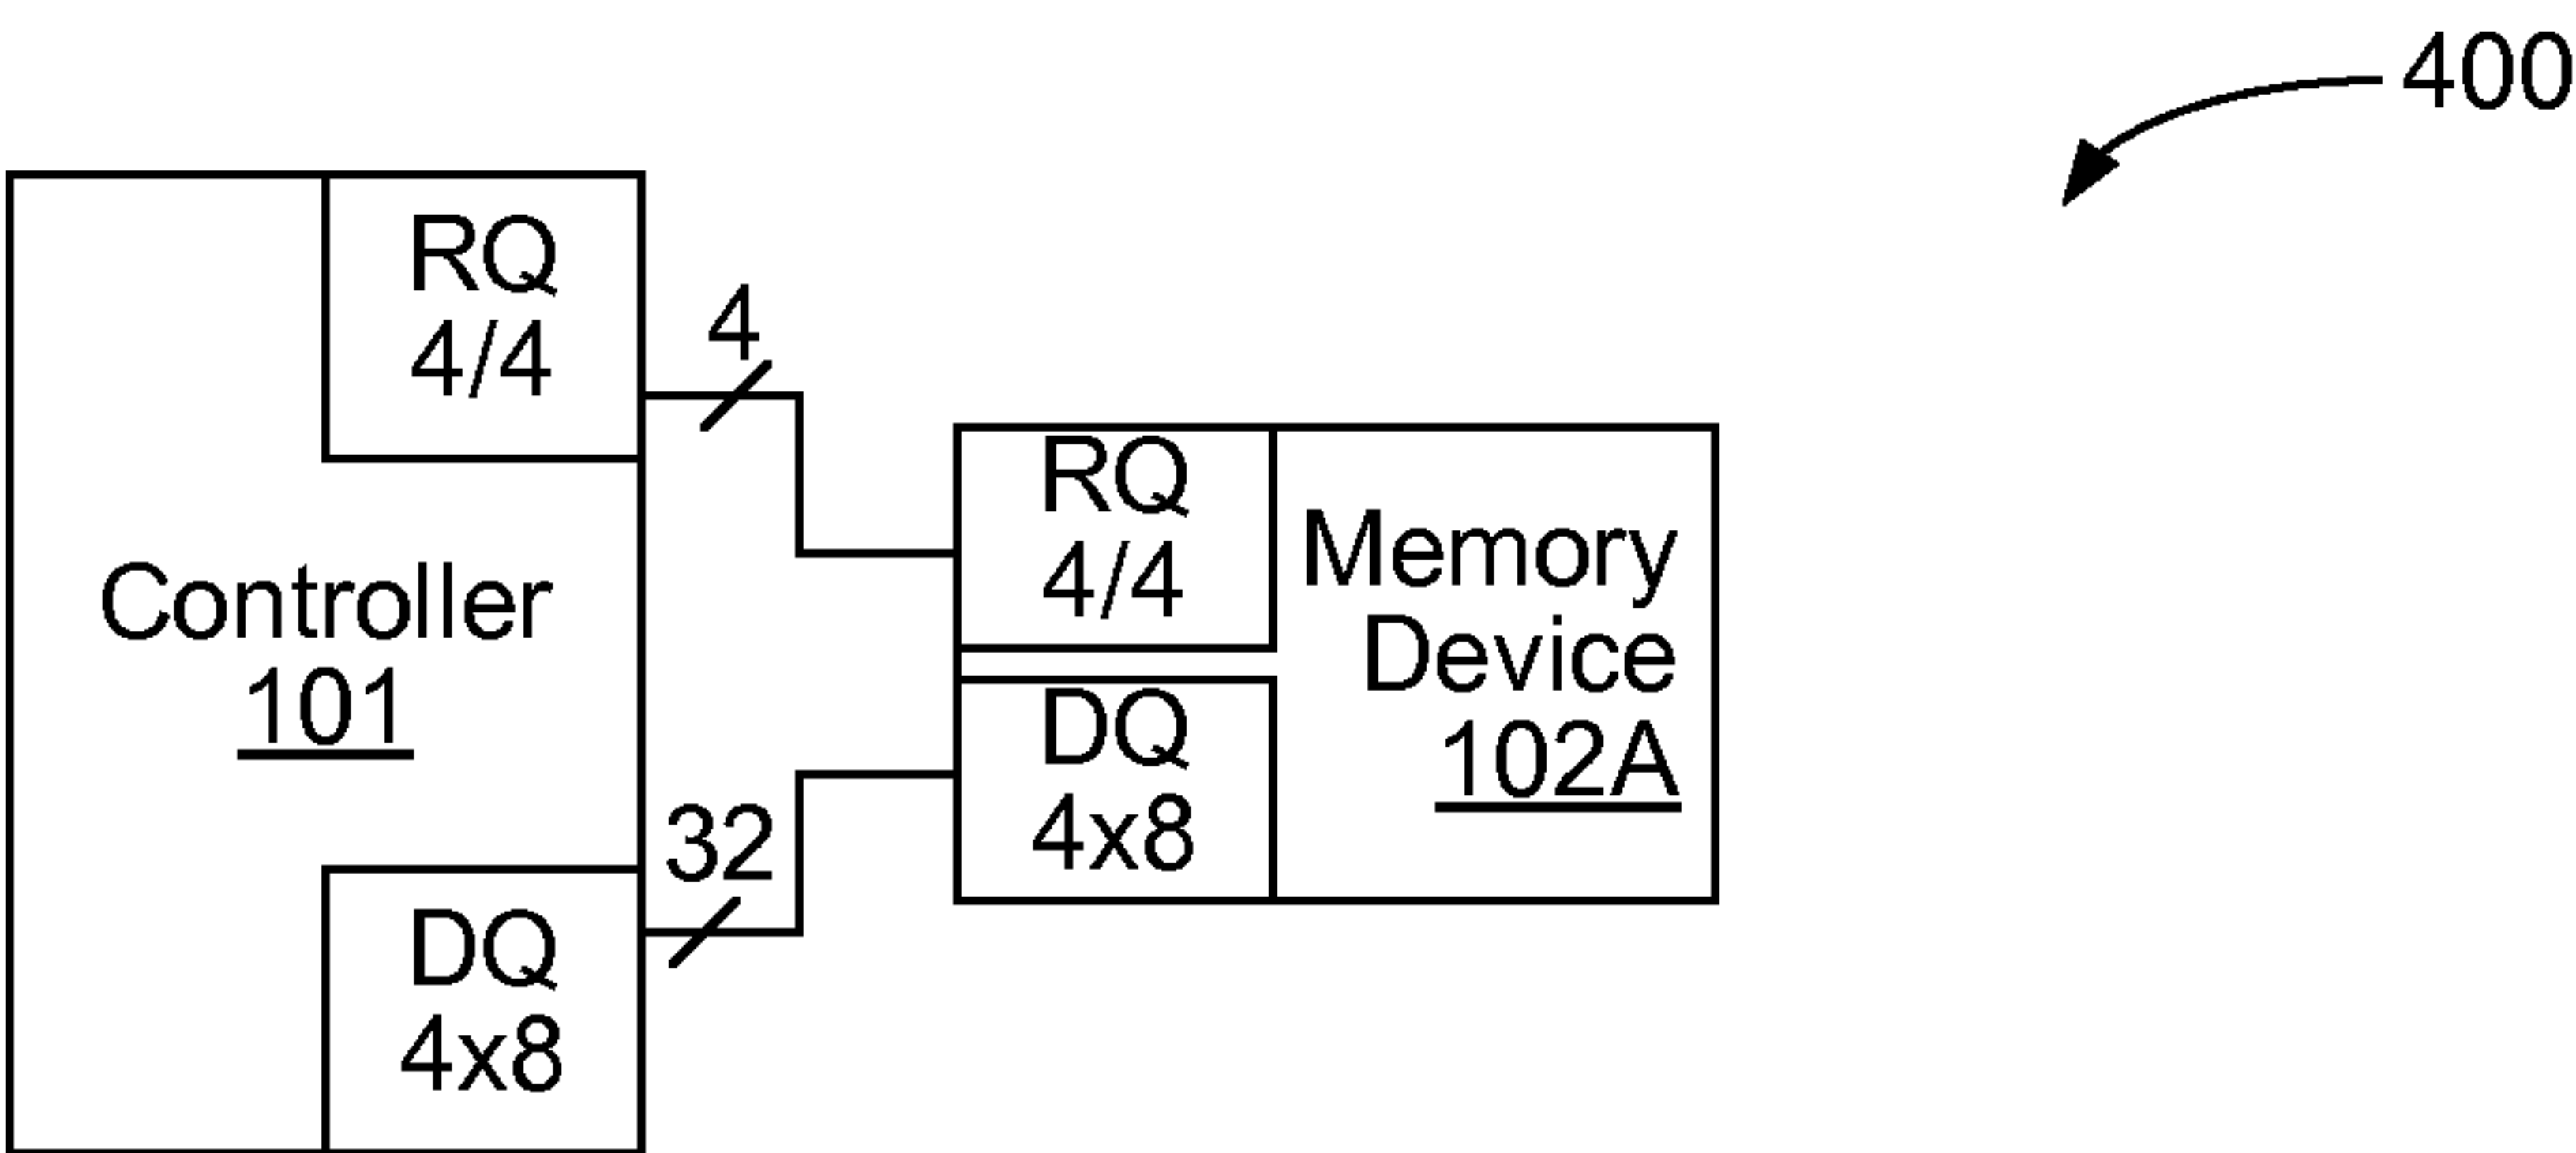 400
RQ
4/4
4
Controller
101
RQ
4/4
Memory
Device
102A
32
DQ
4x8
DQ
4x8